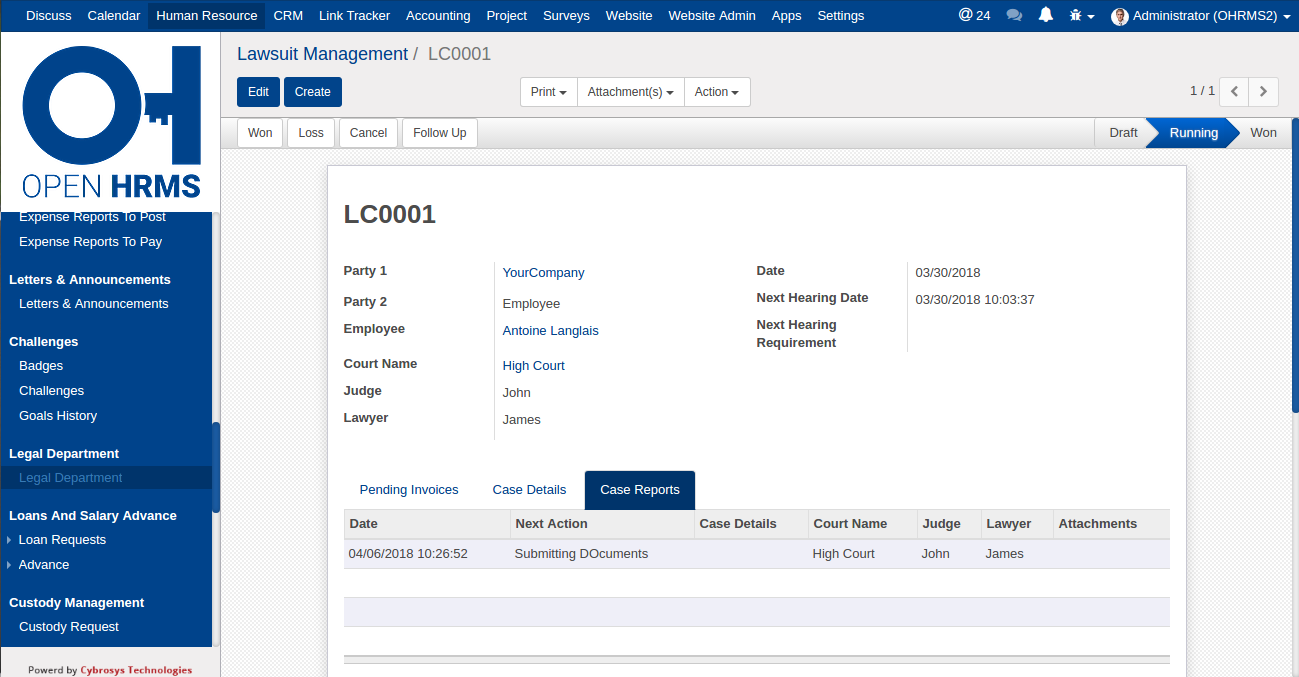 Discuss Calendar Human Resource CRM Link Tracker Accounting Project Surveys Website Website Admin Apps Settings @ 24 Administrator (OHRMS2)
OPEN HRMS
Expense Reports To Post
Expense Reports To Pay
Letters & Announcements
Letters & Announcements
Challenges
Badges
Challenges
Goals History
Legal Department
Legal Department
Loans And Salary Advance
Loan Requests
Advance
Custody Management
Custody Request
Powerd by Cybrosys Technologies
Lawsuit Management / LC0001
Edit Create Print Attachment(s) Action 1 / 1
Won Loss Cancel Follow Up Draft Running Won
LC0001
Party 1 YourCompany
Party 2 Employee
Employee Antoine Langlais
Court Name High Court
Judge John
Lawyer James
Date 03/30/2018
Next Hearing Date 03/30/2018 10:03:37
Next Hearing
Requirement
Pending Invoices Case Details Case Reports
Date Next Action Case Details Court Name Judge Lawyer Attachments
04/06/2018 10:26:52 Submitting DOcuments High Court John James